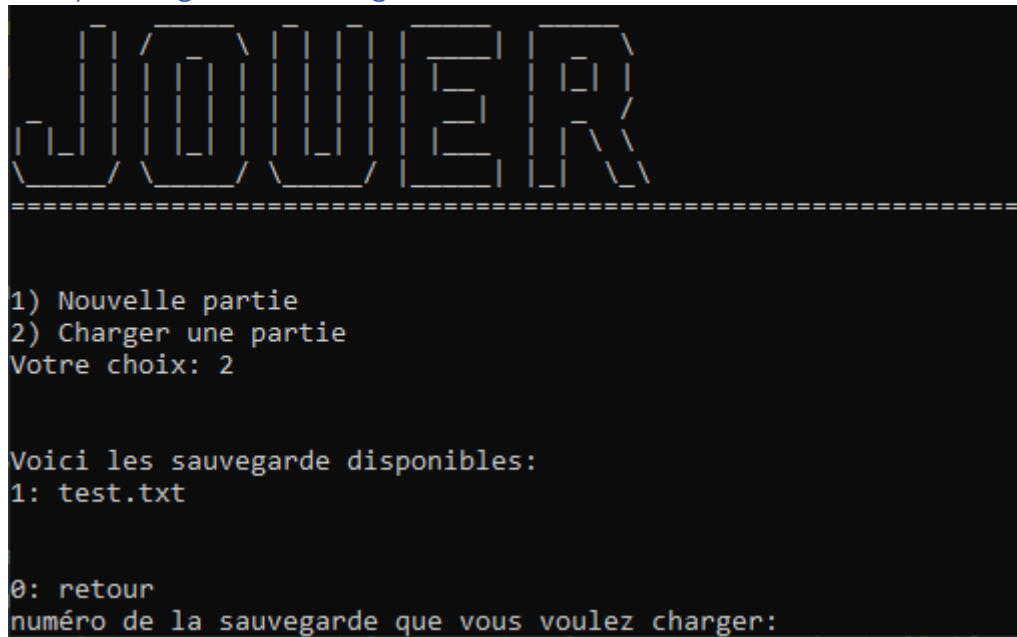 JOUER
================================================================
1) Nouvelle partie
2) Charger une partie
Votre choix: 2
Voici les sauvegarde disponibles:
1: test.txt
0: retour
numéro de la sauvegarde que vous voulez charger: